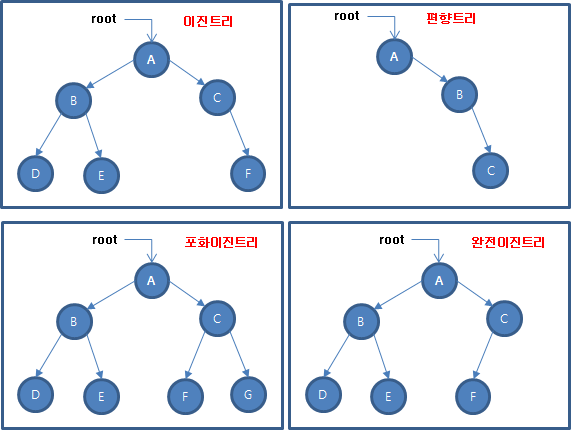 root 이진트리
A
B C
D E F
root 편향트리
A
B
C
root 포화이진트리
A
B C
D E F G
root 완전이진트리
A
B C
D E F